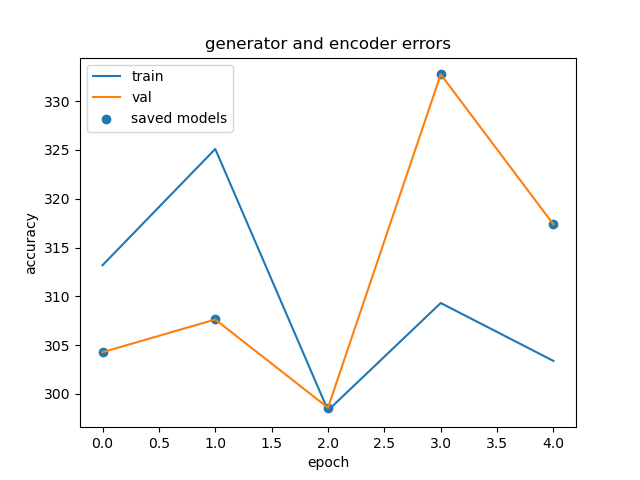 generator and encoder errors
train
val
saved models
330
325
320
315
310
305
300
accuracy
0.0 0.5 1.0 1.5 2.0 2.5 3.0 3.5 4.0
epoch